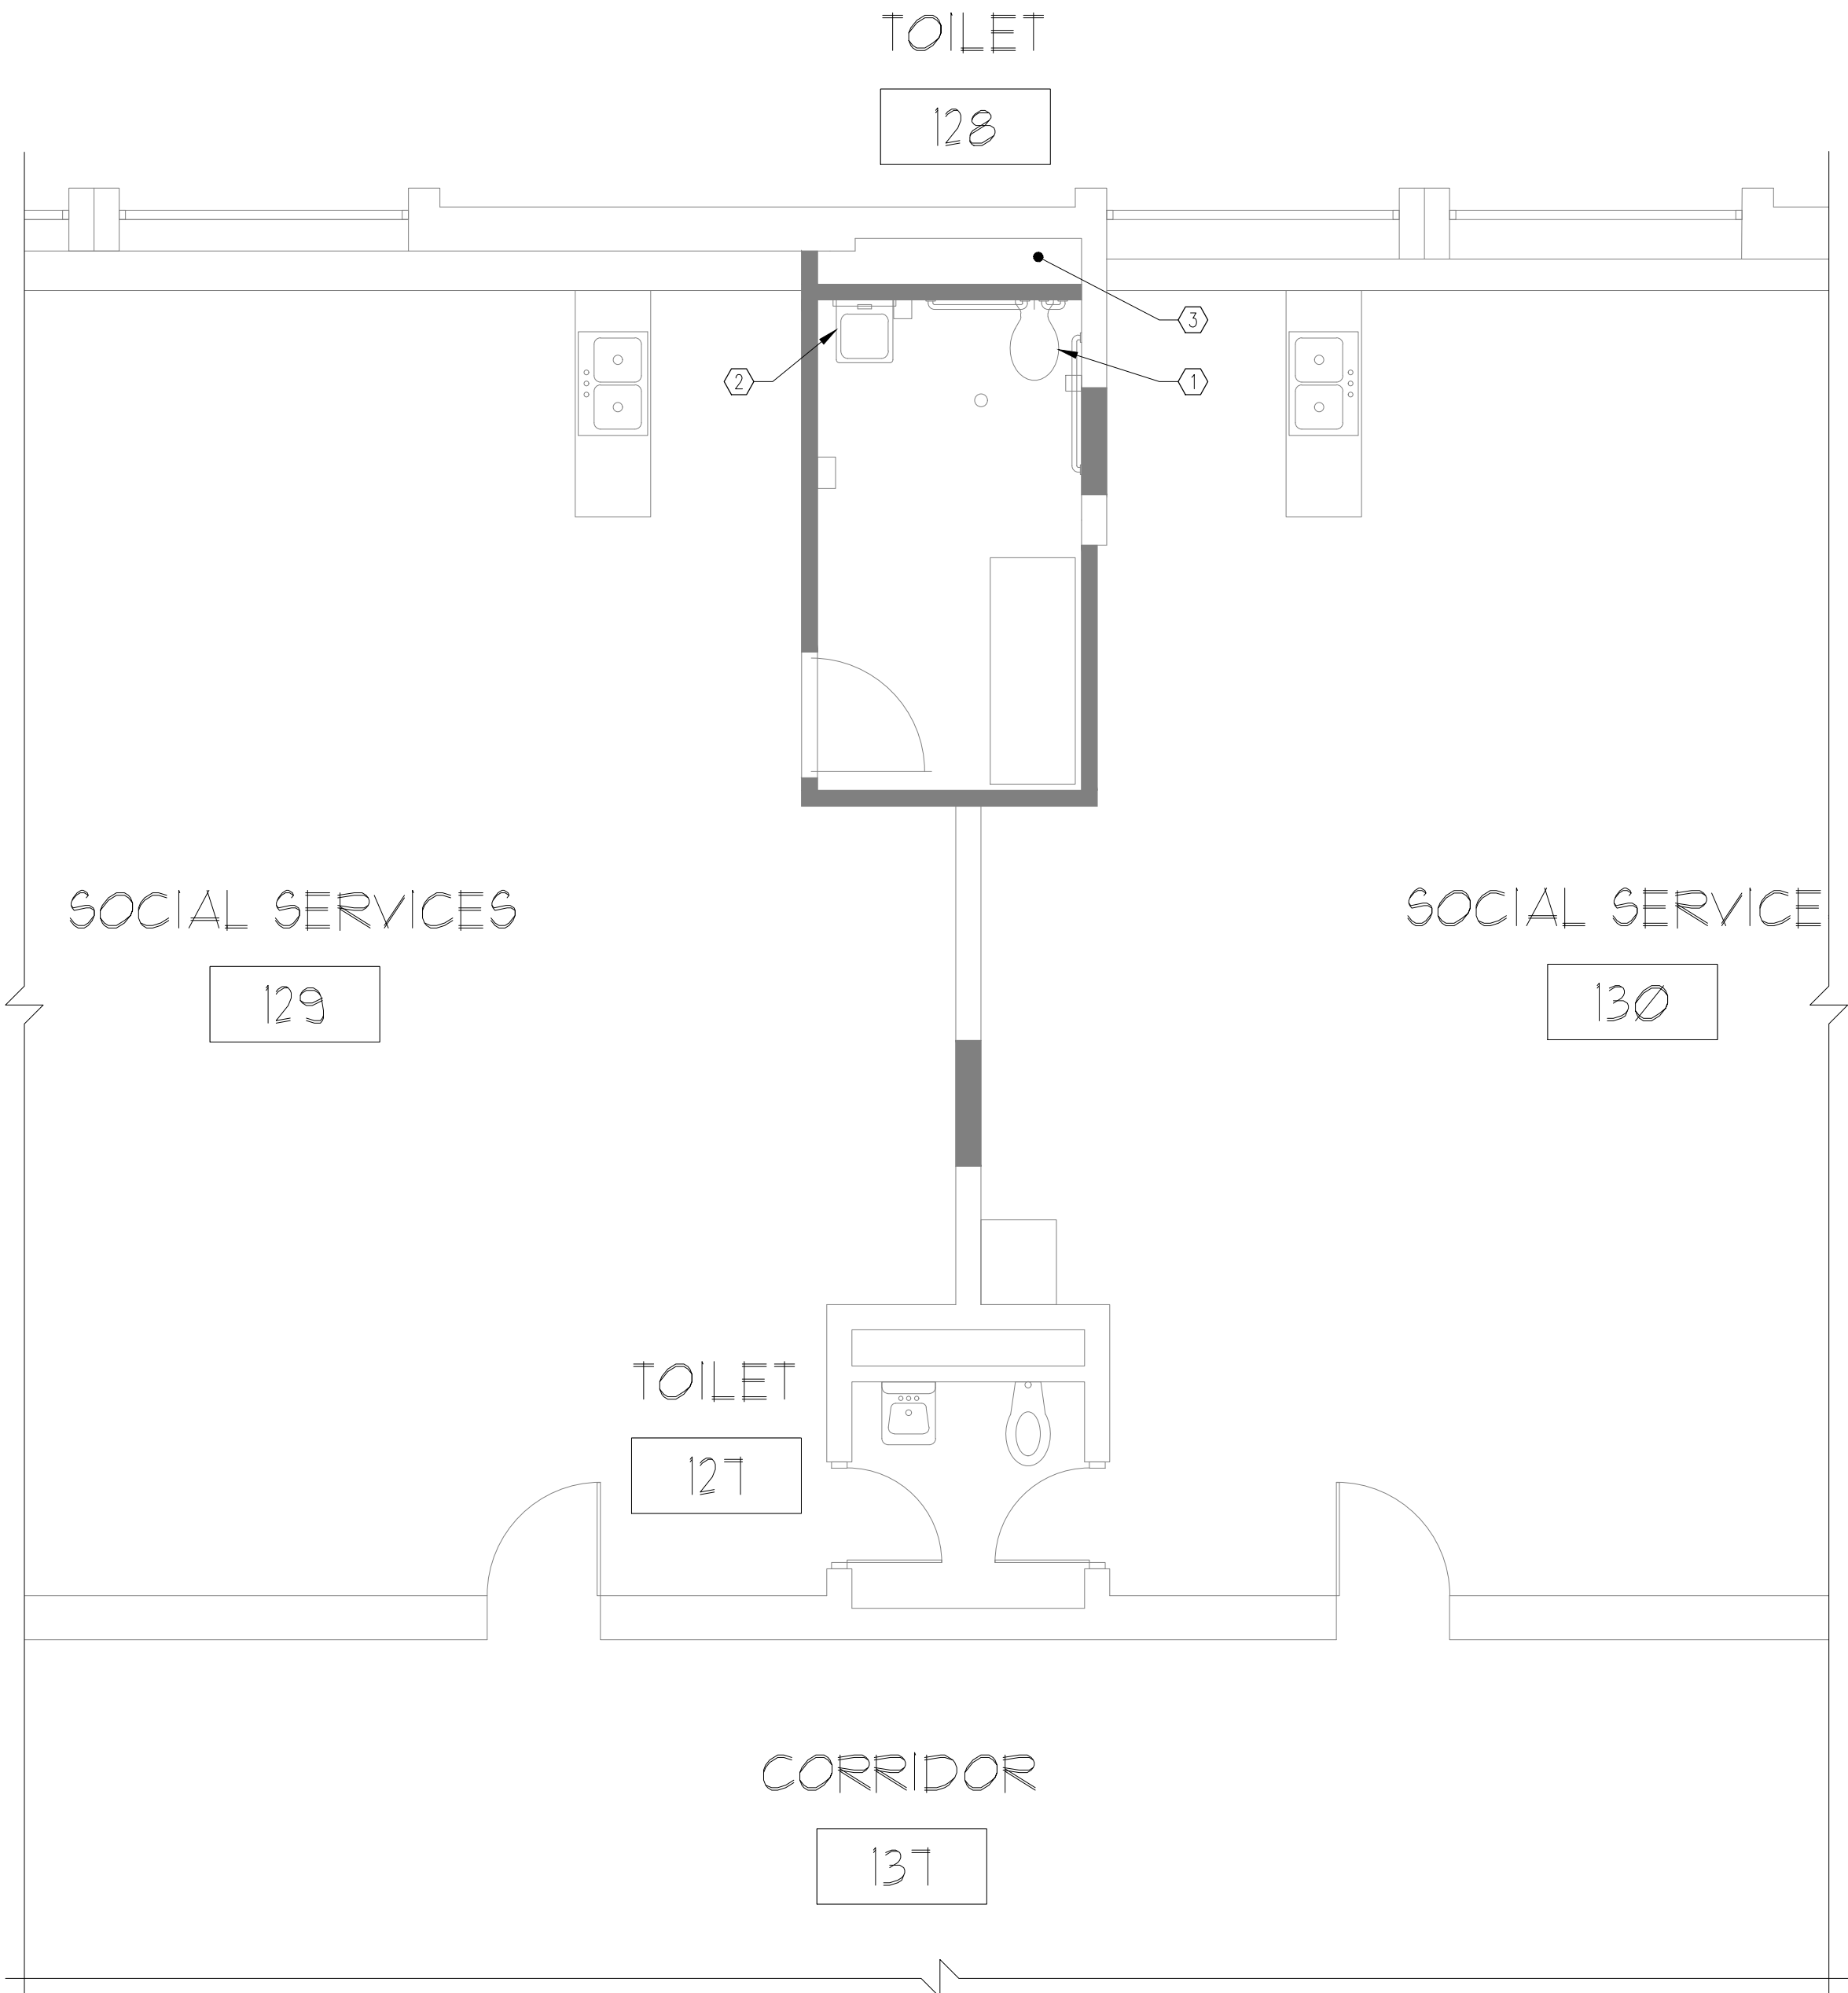 TOILET
128
3
2
1
SOCIAL SERVICES
129
SOCIAL SERVICE
130
TOILET
127
CORRIDOR
137